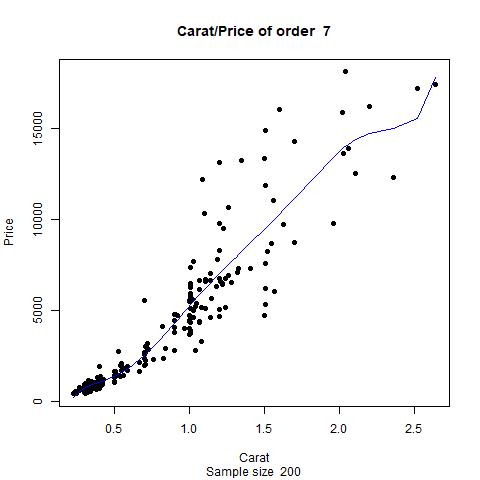 Carat/Price of order  7
15000
10000
5000
0
Price
0.5 1.0 1.5 2.0 2.5
Carat
Sample size  200